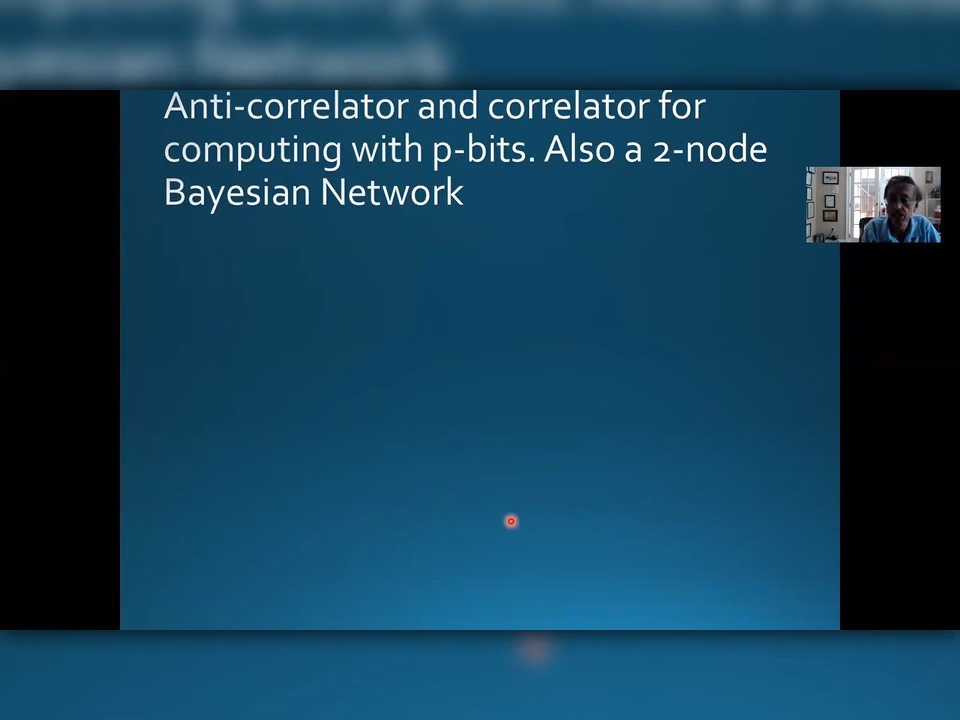 Anti-correlator and correlator for
computing with p-bits. Also a 2-node
Bayesian Network